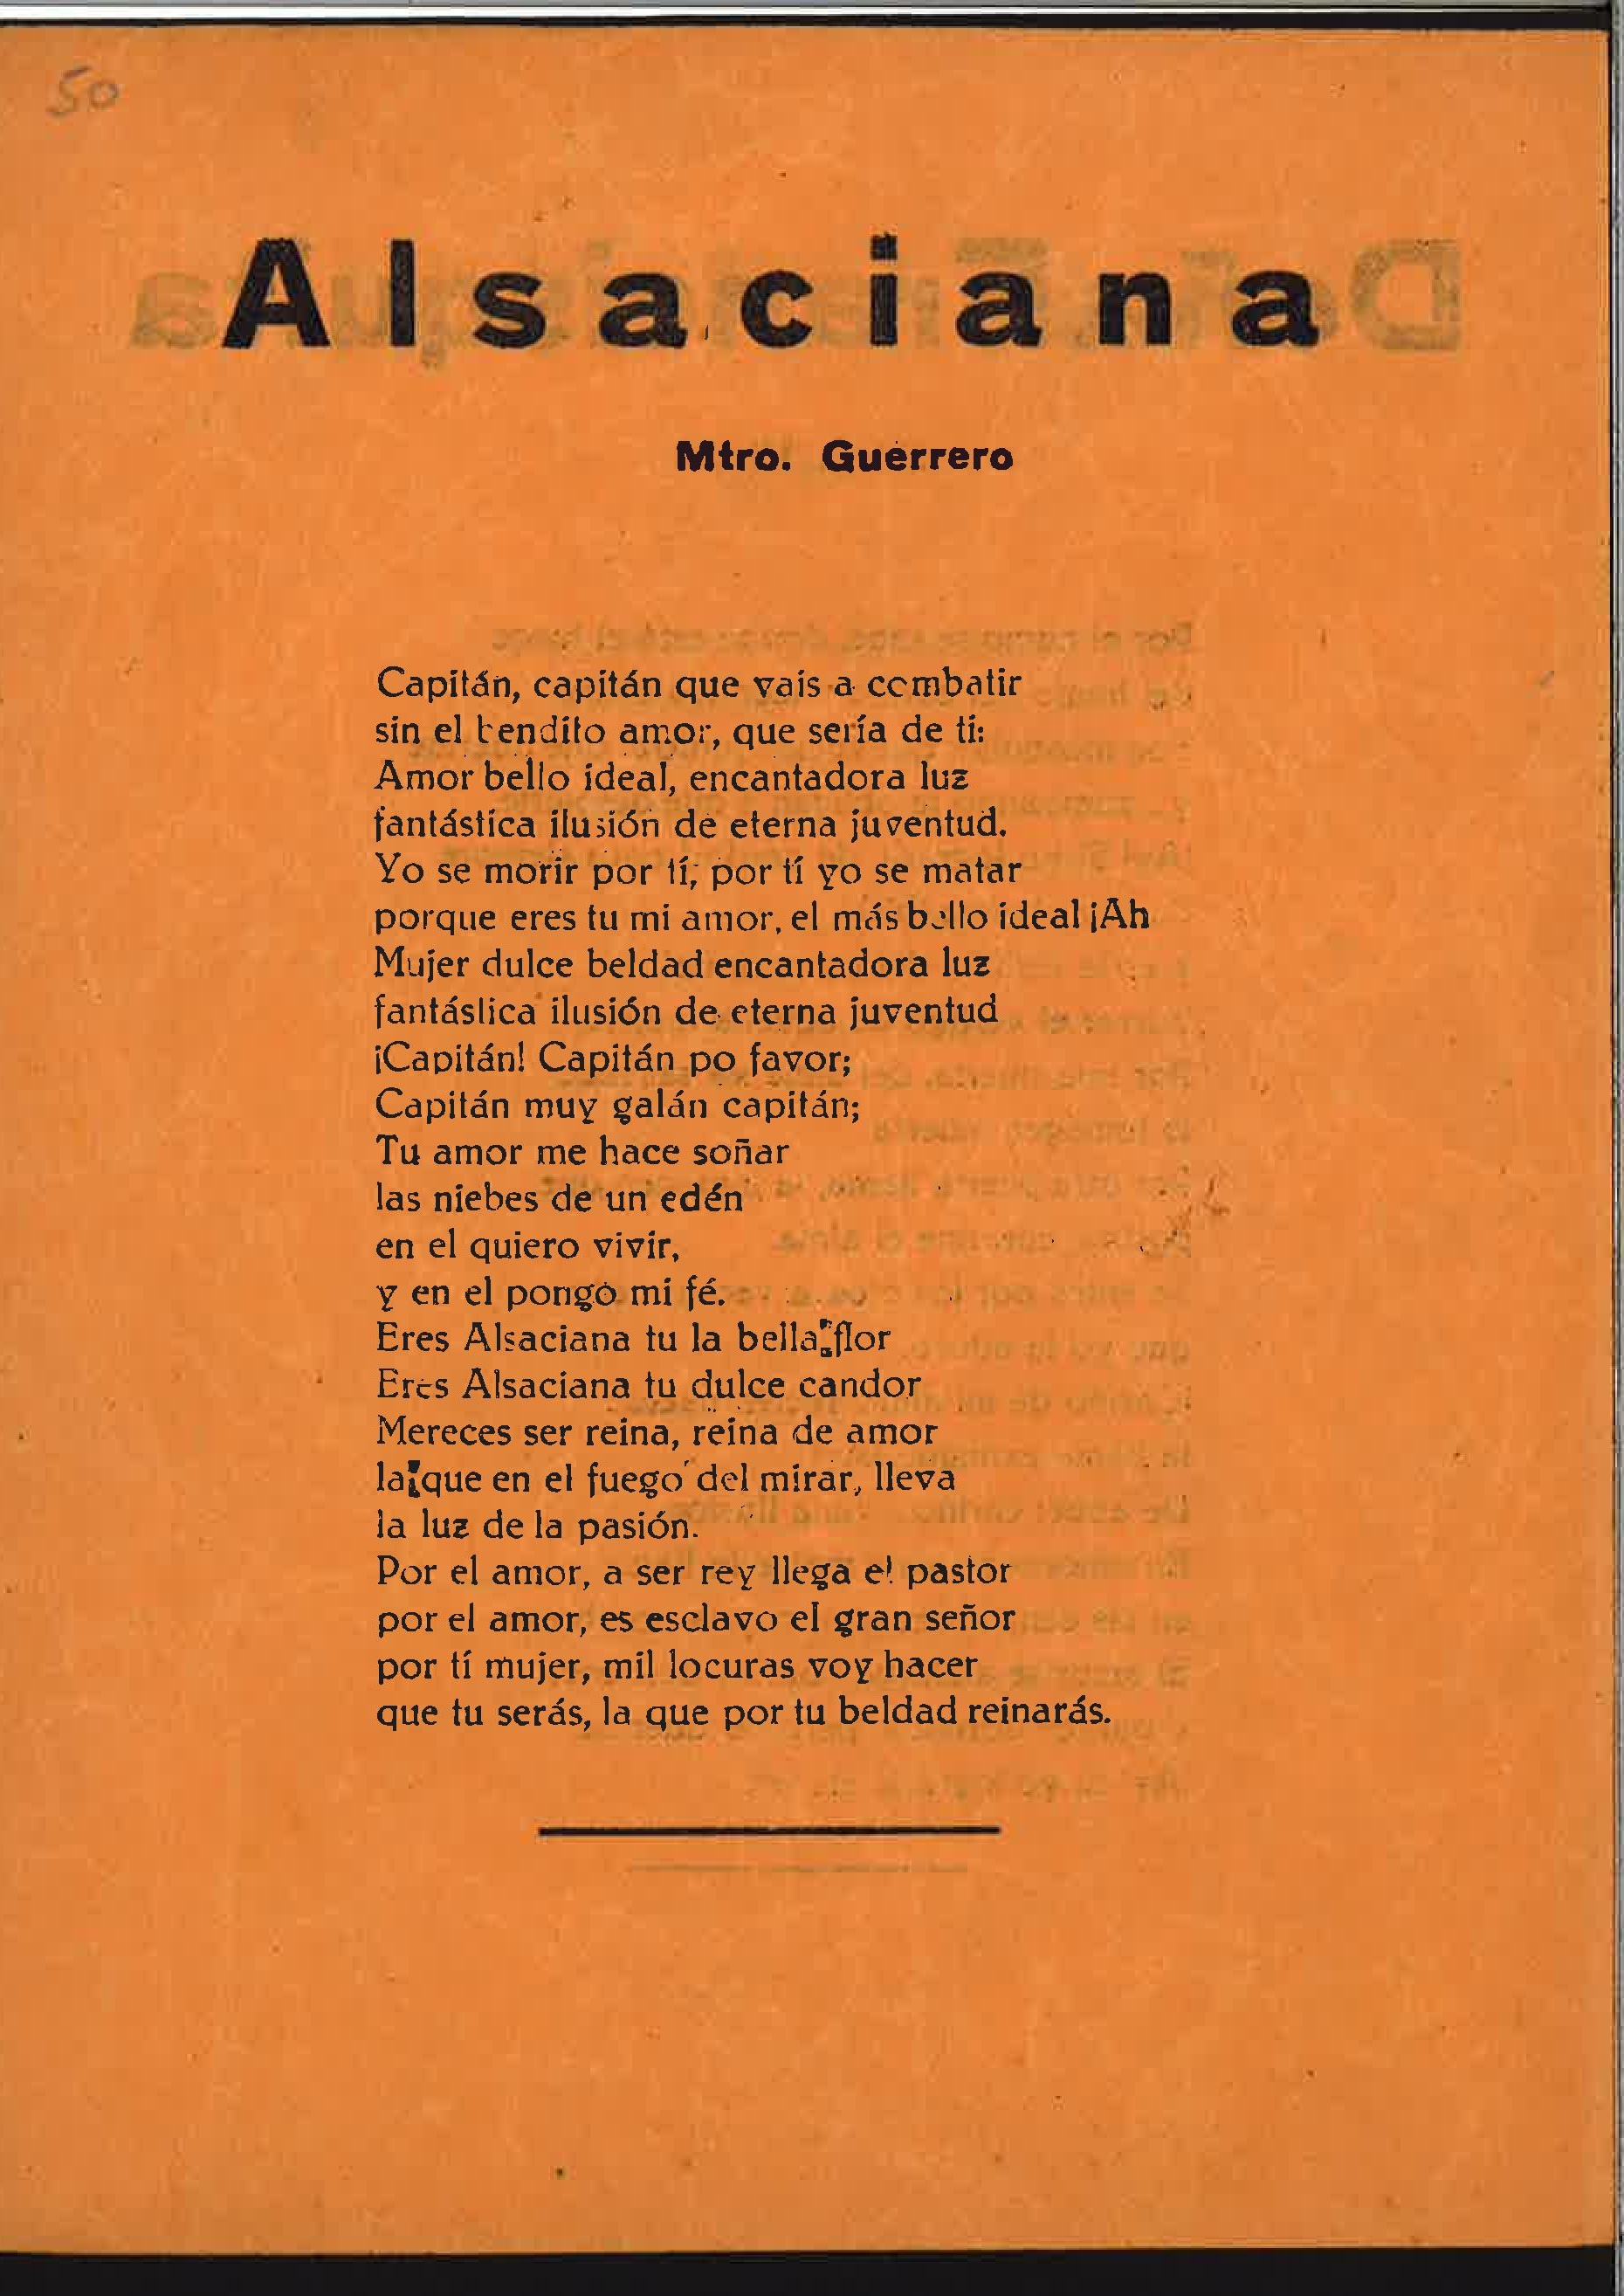 50
Alsaciana
Mtro. Guerrero
Capitán, capitán que vais a combatir
sin el bendito amor, que sería de ti:
Amor bello ideal, encantadora luz
fantástica ilusión de eterna juventud.
Yo se morir por tí, por tí yo se matar
porque eres tu mi amor, el más bello ideal ¡Ah
Mujer dulce beldad encantadora luz
fantástica ilusión de eterna juventud
¡Capitán! Capitán po favor;
Capitán muy galán capitán;
Tu amor me hace soñar
las niebes de un edén
en el quiero vivir,
y en el pongo mi fé.
Eres Alsaciana tu la bella flor
Eres Alsaciana tu dulce candor
Mereces ser reina, reina de amor
la que en el fuego del mirar, lleva
la luz de la pasión.
Por el amor, a ser rey llega el pastor
por el amor, es esclavo el gran señor
por tí mujer, mil locuras voy hacer
que tu serás, la que por tu beldad reinarás.